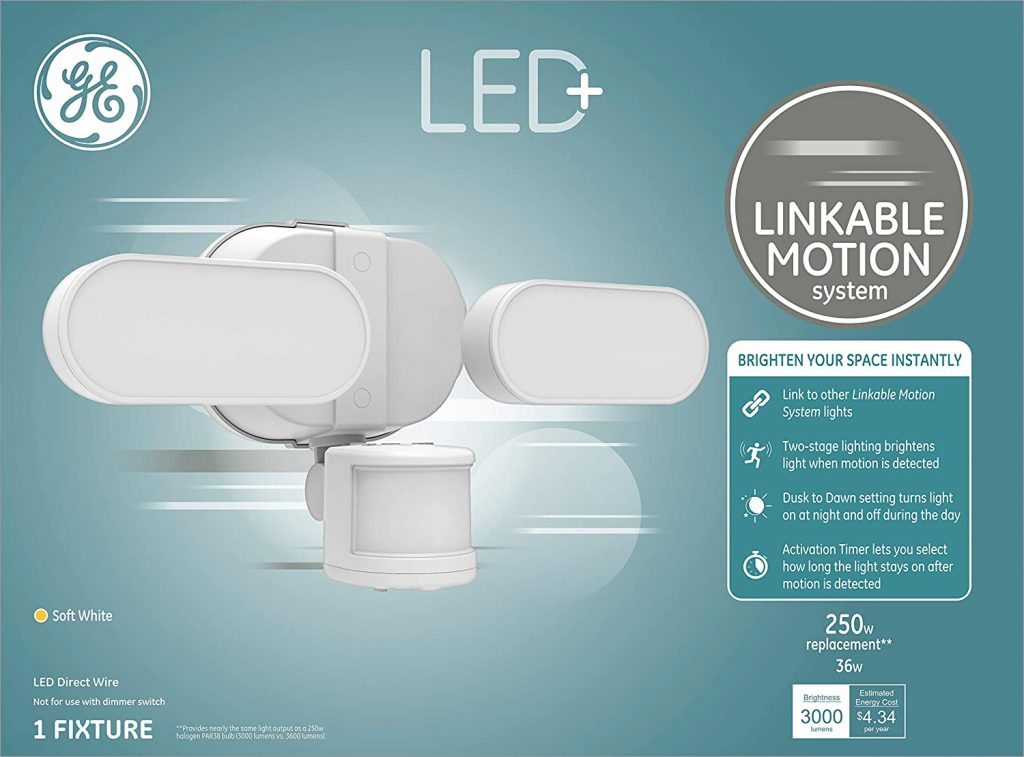 GE
LED+
LINKABLE
MOTION
system
BRIGHTEN YOUR SPACE INSTANTLY
Link to other Linkable Motion
System lights
Two-stage lighting brightens
light when motion is detected
Dusk to Dawn setting turns light
on at night and off during the day
Activation Timer lets you select
how long the light stays on after
motion is detected
Soft White
250w
replacement**
36w
LED Direct Wire
Not for use with dimmer switch
1 FIXTURE
**Provides nearly the same light output as a 250w
halogen PAR38 bulb (3000 lumens vs. 3600 lumens).
Brightness
3000
lumens
Estimated
Energy Cost
$4.34
per year